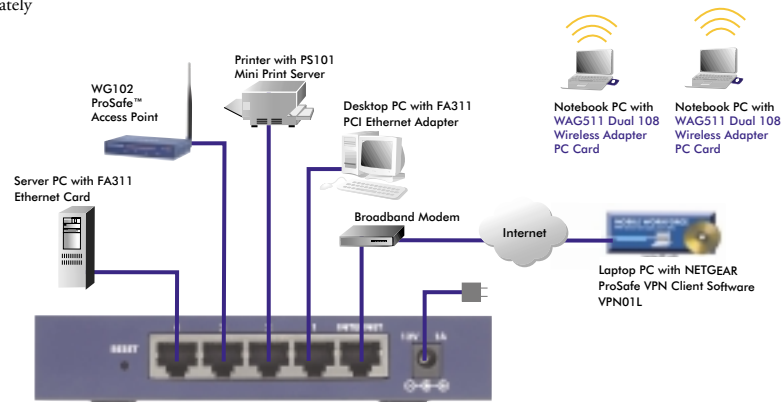 ately
WG102
ProSafe™
Access Point
Printer with PS101
Mini Print Server
Desktop PC with FA311
PCI Ethernet Adapter
Notebook PC with
WAG511 Dual 108
Wireless Adapter
PC Card
Notebook PC with
WAG511 Dual 108
Wireless Adapter
PC Card
Server PC with FA311
Ethernet Card
Broadband Modem
Internet
MOBILE WORKFORCE
Laptop PC with NETGEAR
ProSafe VPN Client Software
VPN01L
INTERNET
RESET